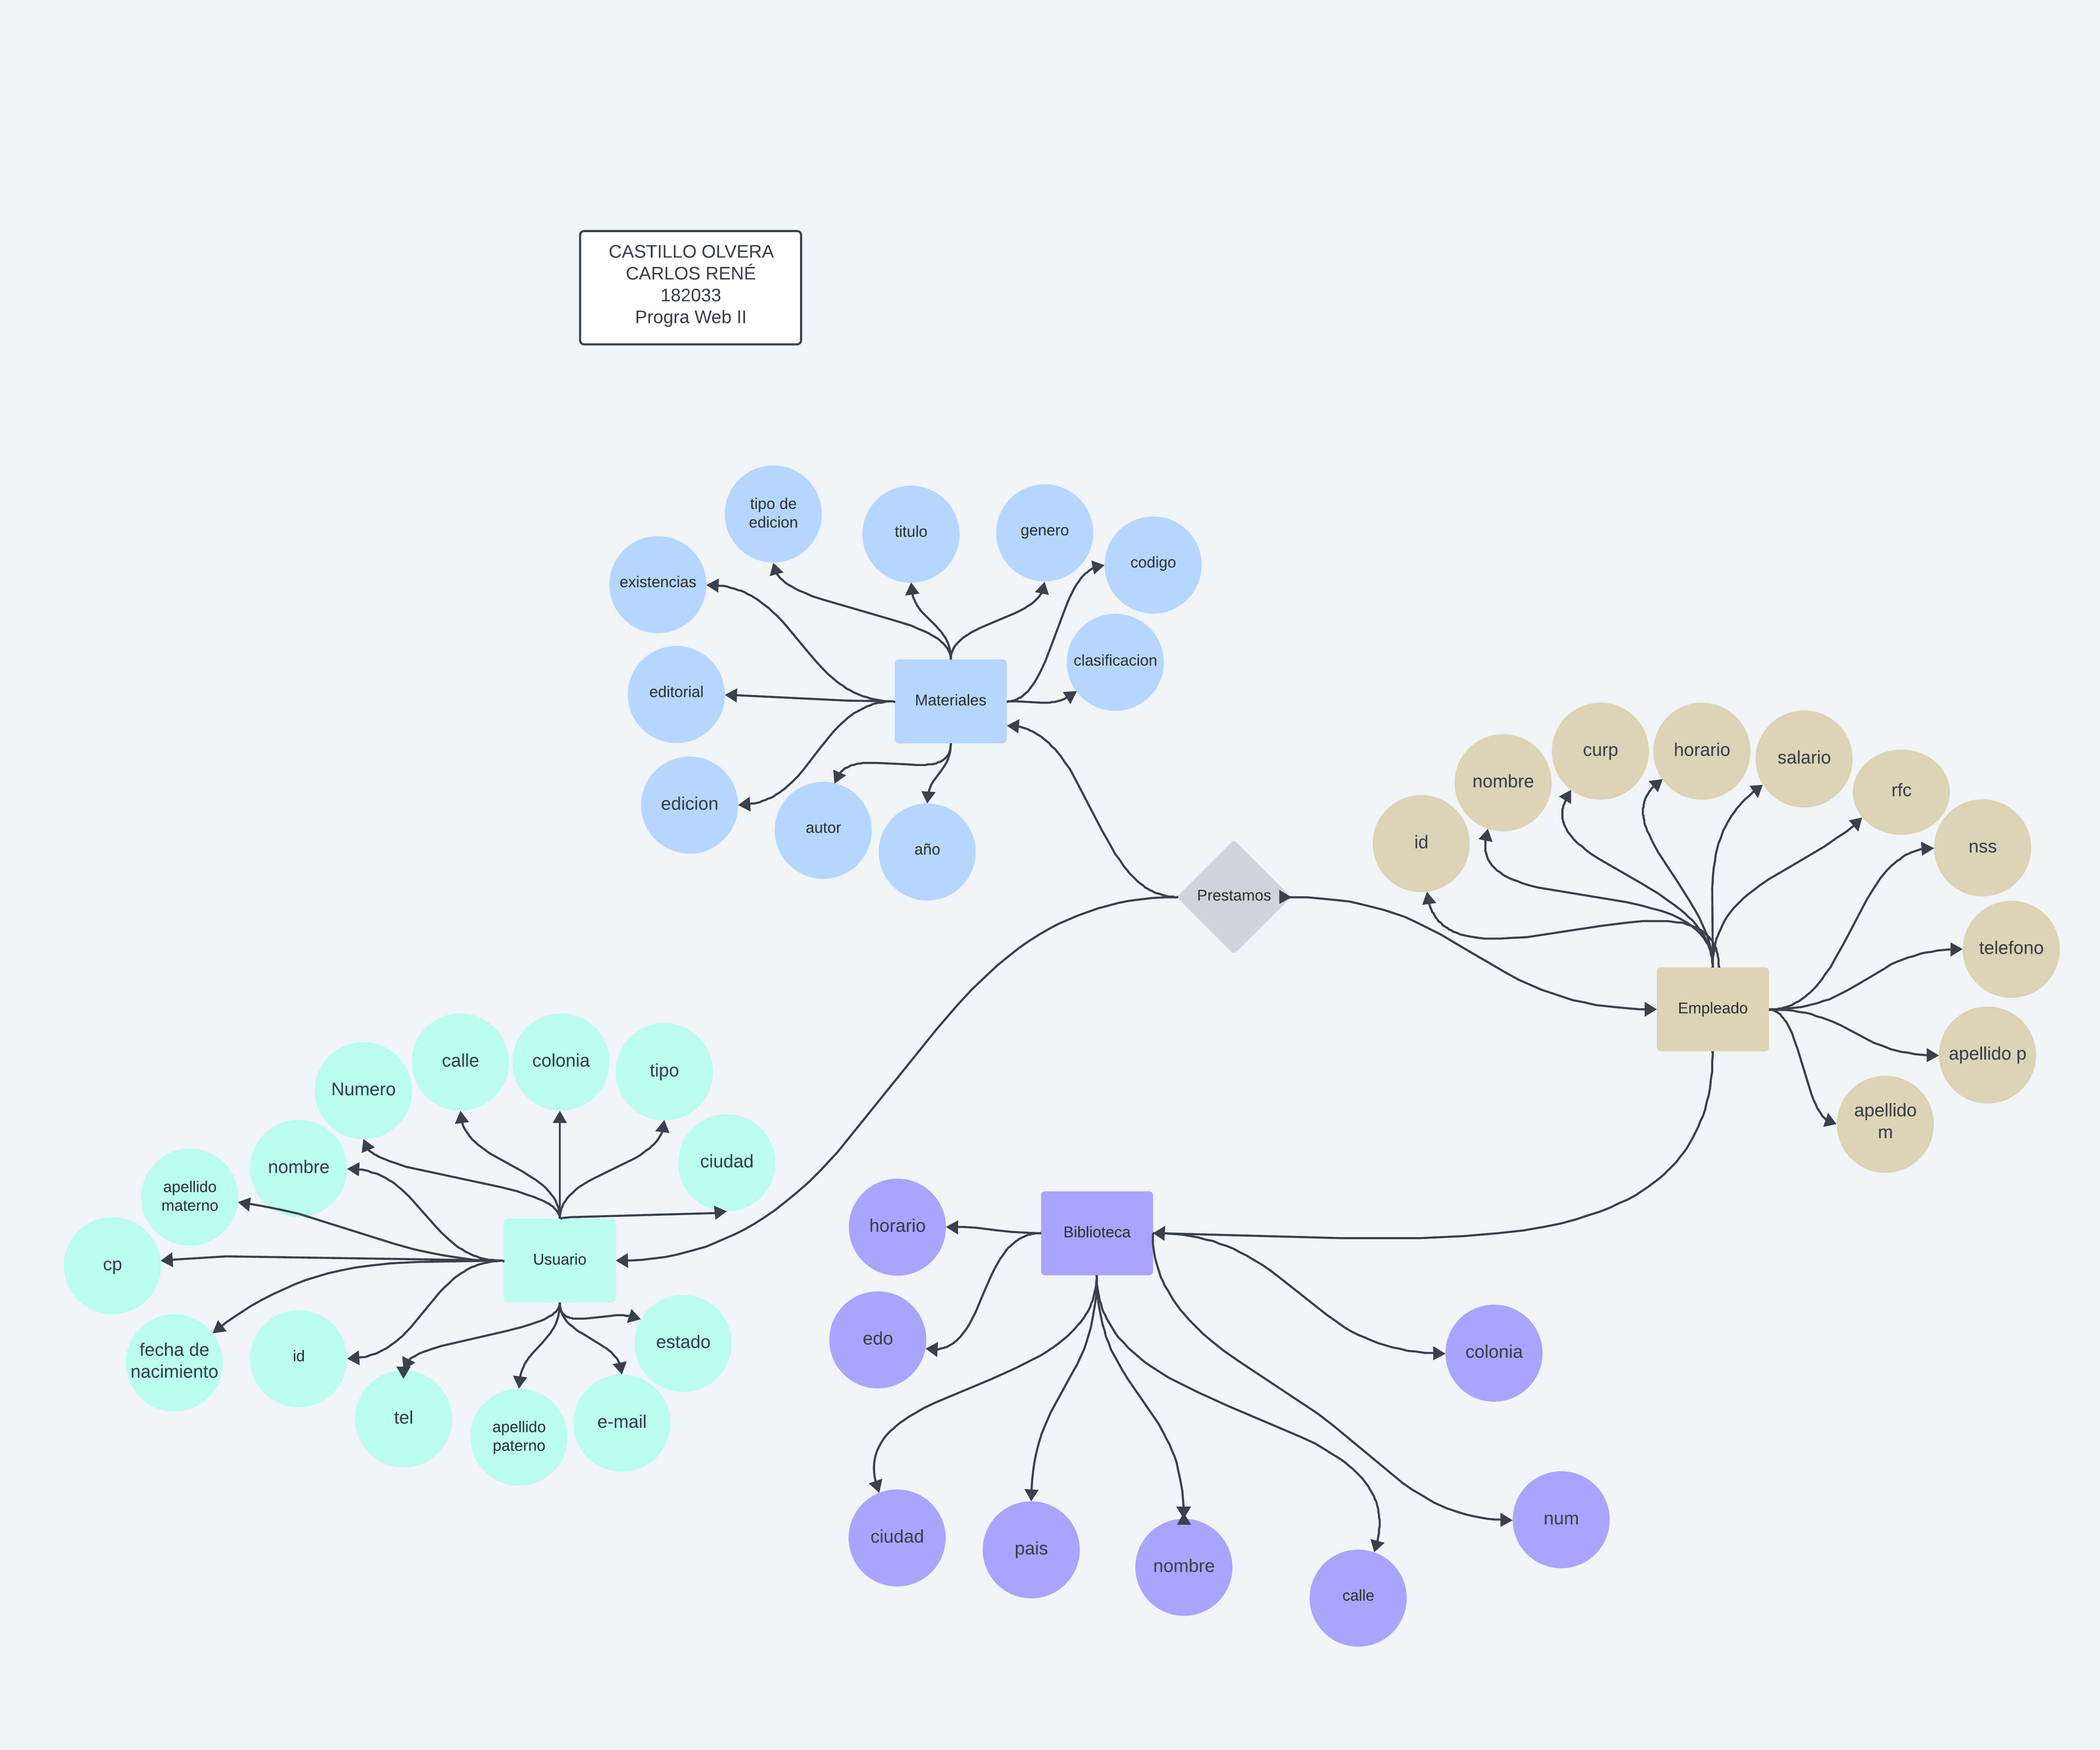 CASTILLO OLVERA
CARLOS RENÉ
182033
Progra Web II
tipo de
edicion
titulo
genero
codigo
existencias
clasificacion
editorial
Materiales
edicion
autor
año
Prestamos
nombre
curp
horario
salario
rfc
id
nss
telefono
Empleado
apellido p
apellido
m
calle
colonia
tipo
Numero
ciudad
nombre
apellido
materno
cp
Usuario
fecha de
nacimiento
id
estado
tel
apellido
paterno
e-mail
horario
Biblioteca
edo
colonia
ciudad
pais
nombre
calle
num